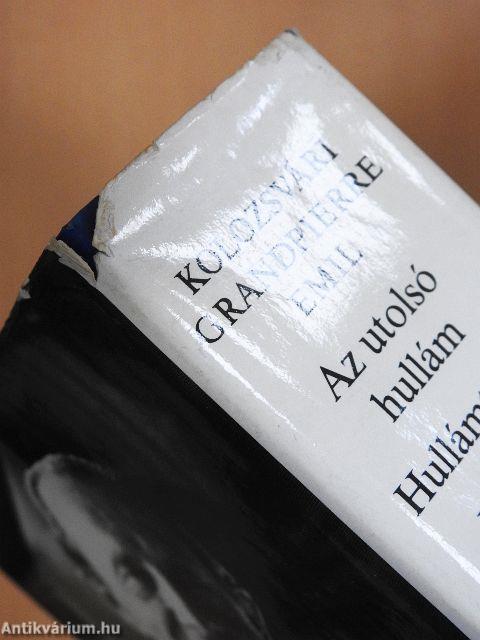 KOLOZSVÁRI
GRANDPIERRE
EMIL
Az utolsó
hullám
Antikvárium.hu